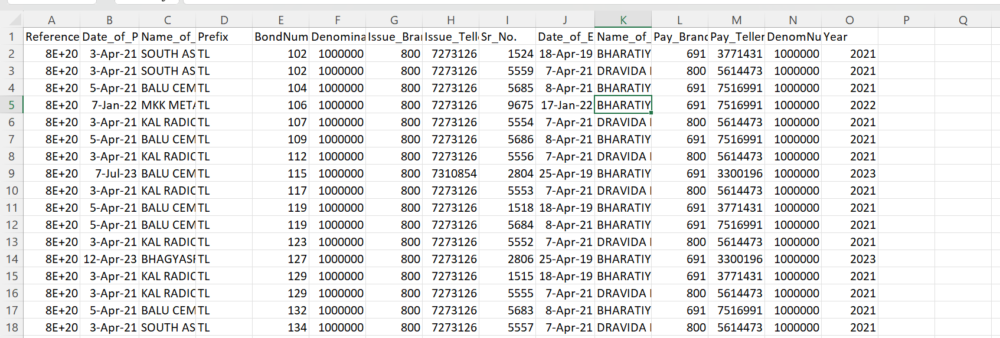 A B C D E F G H I J K L M N O P Q
1 Reference Date_of_P Name_of_ Prefix BondNum Denomina Issue_Bra Issue_Tell Sr_No. Date_of_E Name_of_ Pay_Branc Pay_Teller DenomNu Year
2 8E+20 3-Apr-21 SOUTH AS TL 102 1000000 800 7273126 1524 18-Apr-19 BHARATIY 691 3771431 1000000 2021
3 8E+20 3-Apr-21 SOUTH AS TL 102 1000000 800 7273126 5559 7-Apr-21 DRAVIDA 800 5614473 1000000 2021
4 8E+20 5-Apr-21 BALU CEM TL 104 1000000 800 7273126 5685 8-Apr-21 BHARATIY 691 7516991 1000000 2021
5 8E+20 7-Jan-22 MKK META TL 106 1000000 800 7273126 9675 17-Jan-22 BHARATIY 691 7516991 1000000 2022
6 8E+20 3-Apr-21 KAL RADIO TL 107 1000000 800 7273126 5554 7-Apr-21 DRAVIDA 800 5614473 1000000 2021
7 8E+20 5-Apr-21 BALU CEM TL 109 1000000 800 7273126 5686 8-Apr-21 BHARATIY 691 7516991 1000000 2021
8 8E+20 3-Apr-21 KAL RADIO TL 112 1000000 800 7273126 5556 7-Apr-21 DRAVIDA 800 5614473 1000000 2021
9 8E+20 7-Jul-23 BALU CEM TL 115 1000000 800 7310854 2804 25-Apr-19 BHARATIY 691 3300196 1000000 2023
10 8E+20 3-Apr-21 KAL RADIO TL 117 1000000 800 7273126 5553 7-Apr-21 DRAVIDA 800 5614473 1000000 2021
11 8E+20 5-Apr-21 BALU CEM TL 119 1000000 800 7273126 1518 18-Apr-19 BHARATIY 691 3771431 1000000 2021
12 8E+20 5-Apr-21 BALU CEM TL 119 1000000 800 7273126 5684 8-Apr-21 BHARATIY 691 7516991 1000000 2021
13 8E+20 3-Apr-21 KAL RADIO TL 123 1000000 800 7273126 5552 7-Apr-21 DRAVIDA 800 5614473 1000000 2021
14 8E+20 12-Apr-23 BHAGYASH TL 127 1000000 800 7273126 2806 25-Apr-19 BHARATIY 691 3300196 1000000 2023
15 8E+20 3-Apr-21 KAL RADIO TL 129 1000000 800 7273126 1515 18-Apr-19 BHARATIY 691 3771431 1000000 2021
16 8E+20 3-Apr-21 KAL RADIO TL 129 1000000 800 7273126 5555 7-Apr-21 DRAVIDA 800 5614473 1000000 2021
17 8E+20 5-Apr-21 BALU CEM TL 132 1000000 800 7273126 5683 8-Apr-21 BHARATIY 691 7516991 1000000 2021
18 8E+20 3-Apr-21 SOUTH AS TL 134 1000000 800 7273126 5557 7-Apr-21 DRAVIDA 800 5614473 1000000 2021